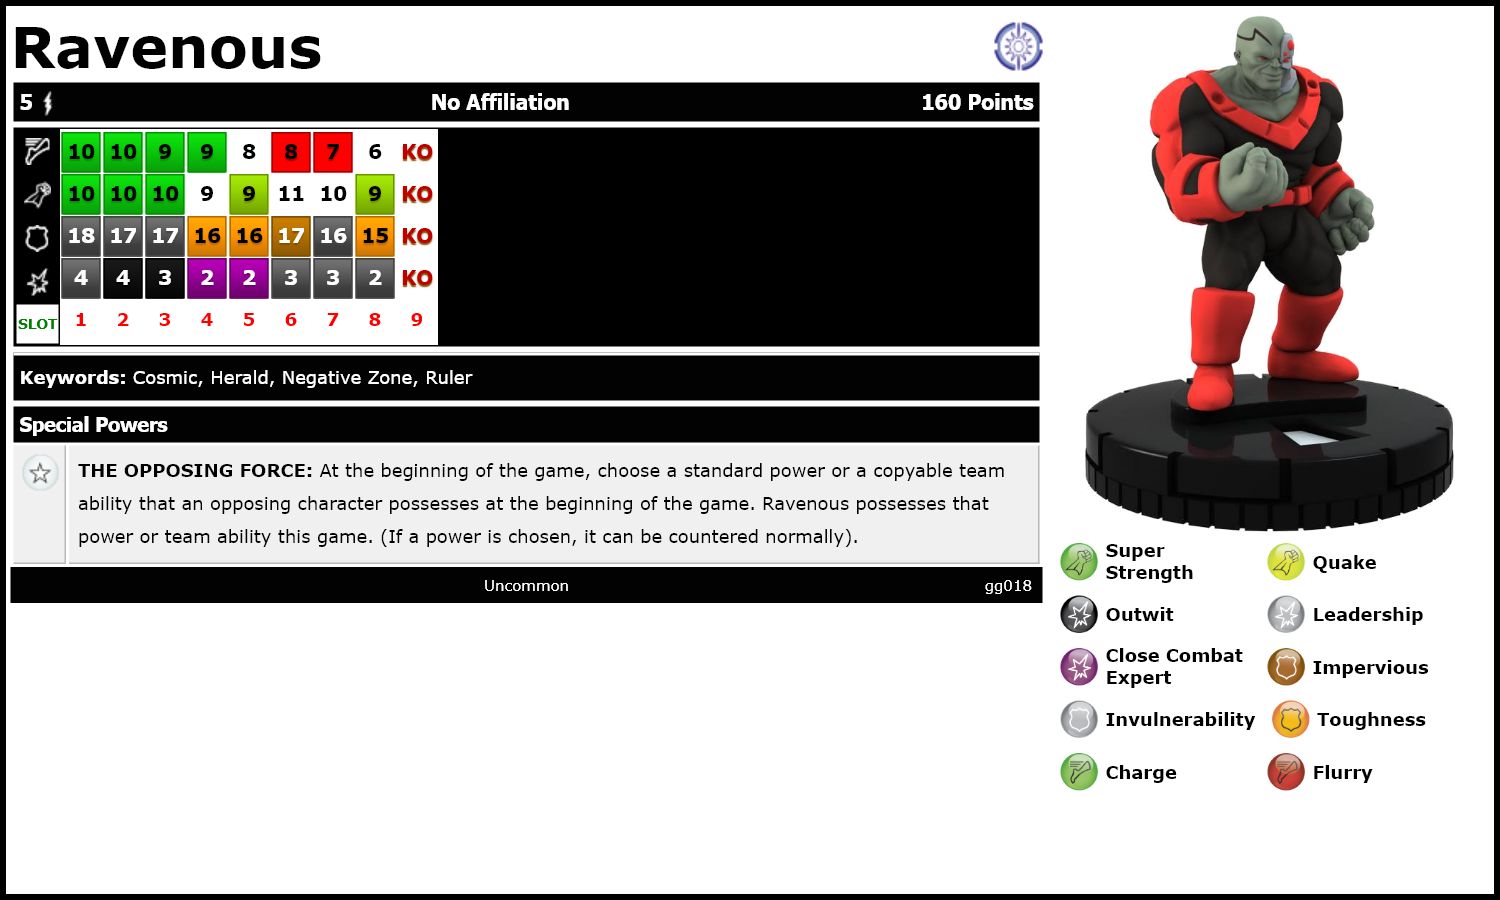 Ravenous
5 No Affiliation 160 Points
10 10 9 9 8 8 7 6 KO
10 10 10 9 9 11 10 9 KO
18 17 17 16 16 17 16 15 KO
4 4 3 2 2 3 3 2 KO
SLOT 1 2 3 4 5 6 7 8 9
Keywords: Cosmic, Herald, Negative Zone, Ruler
Special Powers
THE OPPOSING FORCE: At the beginning of the game, choose a standard power or a copyable team
ability that an opposing character possesses at the beginning of the game. Ravenous possesses that
power or team ability this game. (If a power is chosen, it can be countered normally).
Uncommon gg018
Super
Strength
Quake
Outwit
Leadership
Close Combat
Expert
Impervious
Invulnerability
Toughness
Charge
Flurry